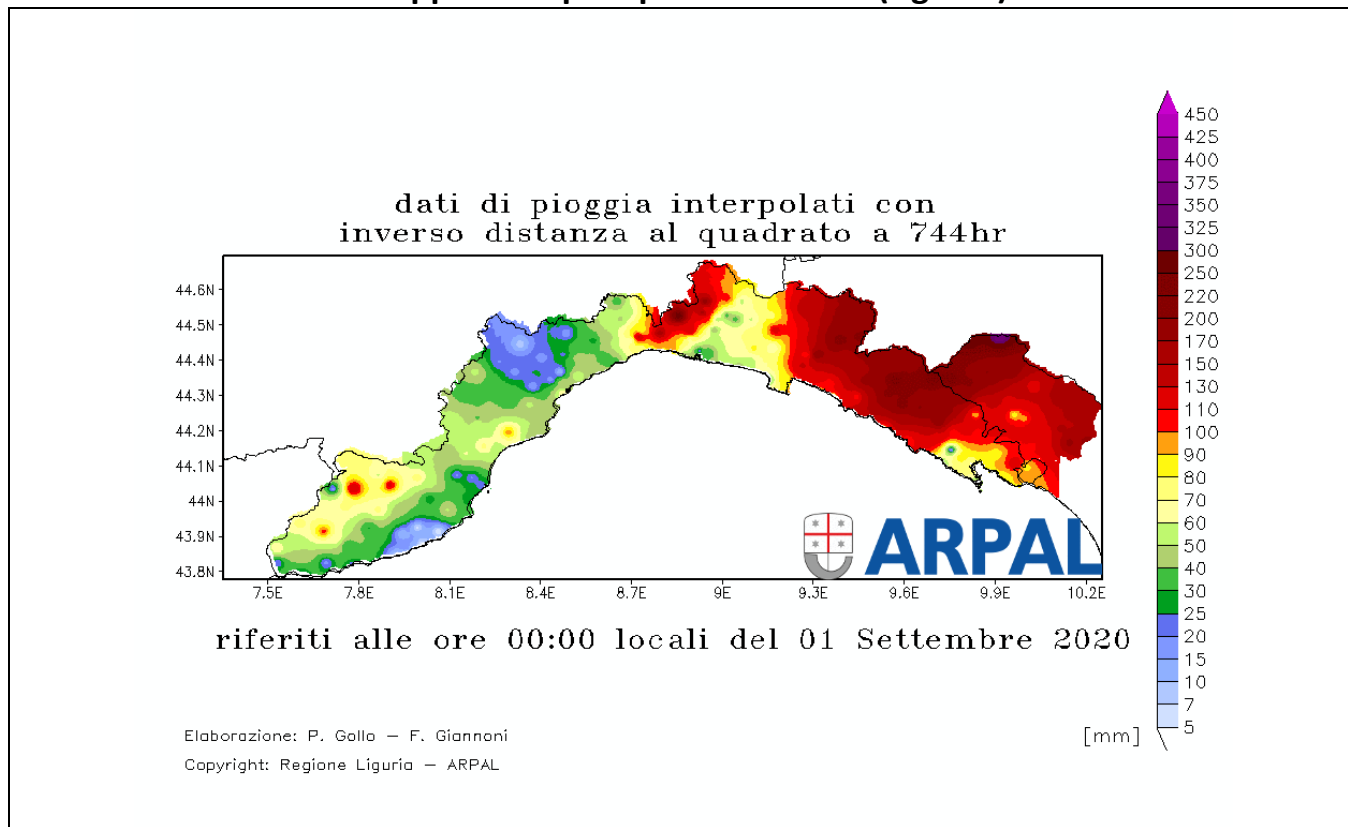 dati di pioggia interpolati con
inverso distanza al quadrato a 744hr
44.6N
44.5N
44.4N
44.3N
44.2N
44.1N
44N
43.9N
43.8N
7.5E 7.8E 8.1E 8.4E 8.7E 9E 9.3E 9.6E 9.9E 10.2E
ARPAL
450
425
400
375
350
325
300
250
220
200
170
150
130
110
100
90
80
70
60
50
40
30
25
20
15
10
7
5
[mm]
riferiti alle ore 00:00 locali del 01 Settembre 2020
Elaborazione: P. Gollo – F. Giannoni
Copyright: Regione Liguria – ARPAL